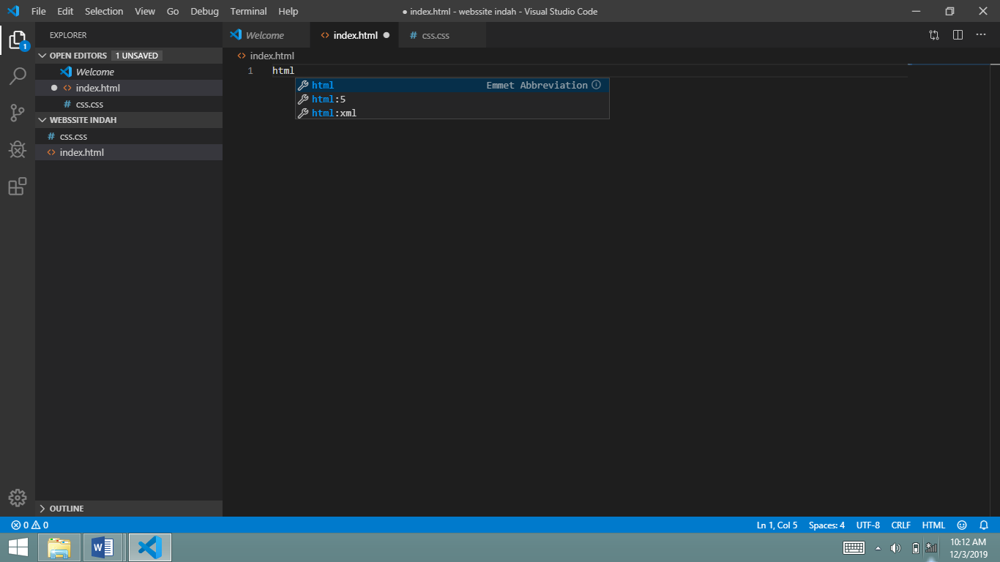 File Edit Selection View Go Debug Terminal Help
● index.html - webssite indah - Visual Studio Code
EXPLORER
OPEN EDITORS 1 UNSAVED
Welcome
index.html
# css.css
WEBSSITE INDAH
# css.css
<> index.html
OUTLINE
Welcome
<> index.html
# css.css
<> index.html
1 html
html Emmet Abbreviation
html:5
html:xml
1
0 0
Ln 1, Col 5 Spaces: 4 UTF-8 CRLF HTML
W
10:12 AM
12/3/2019